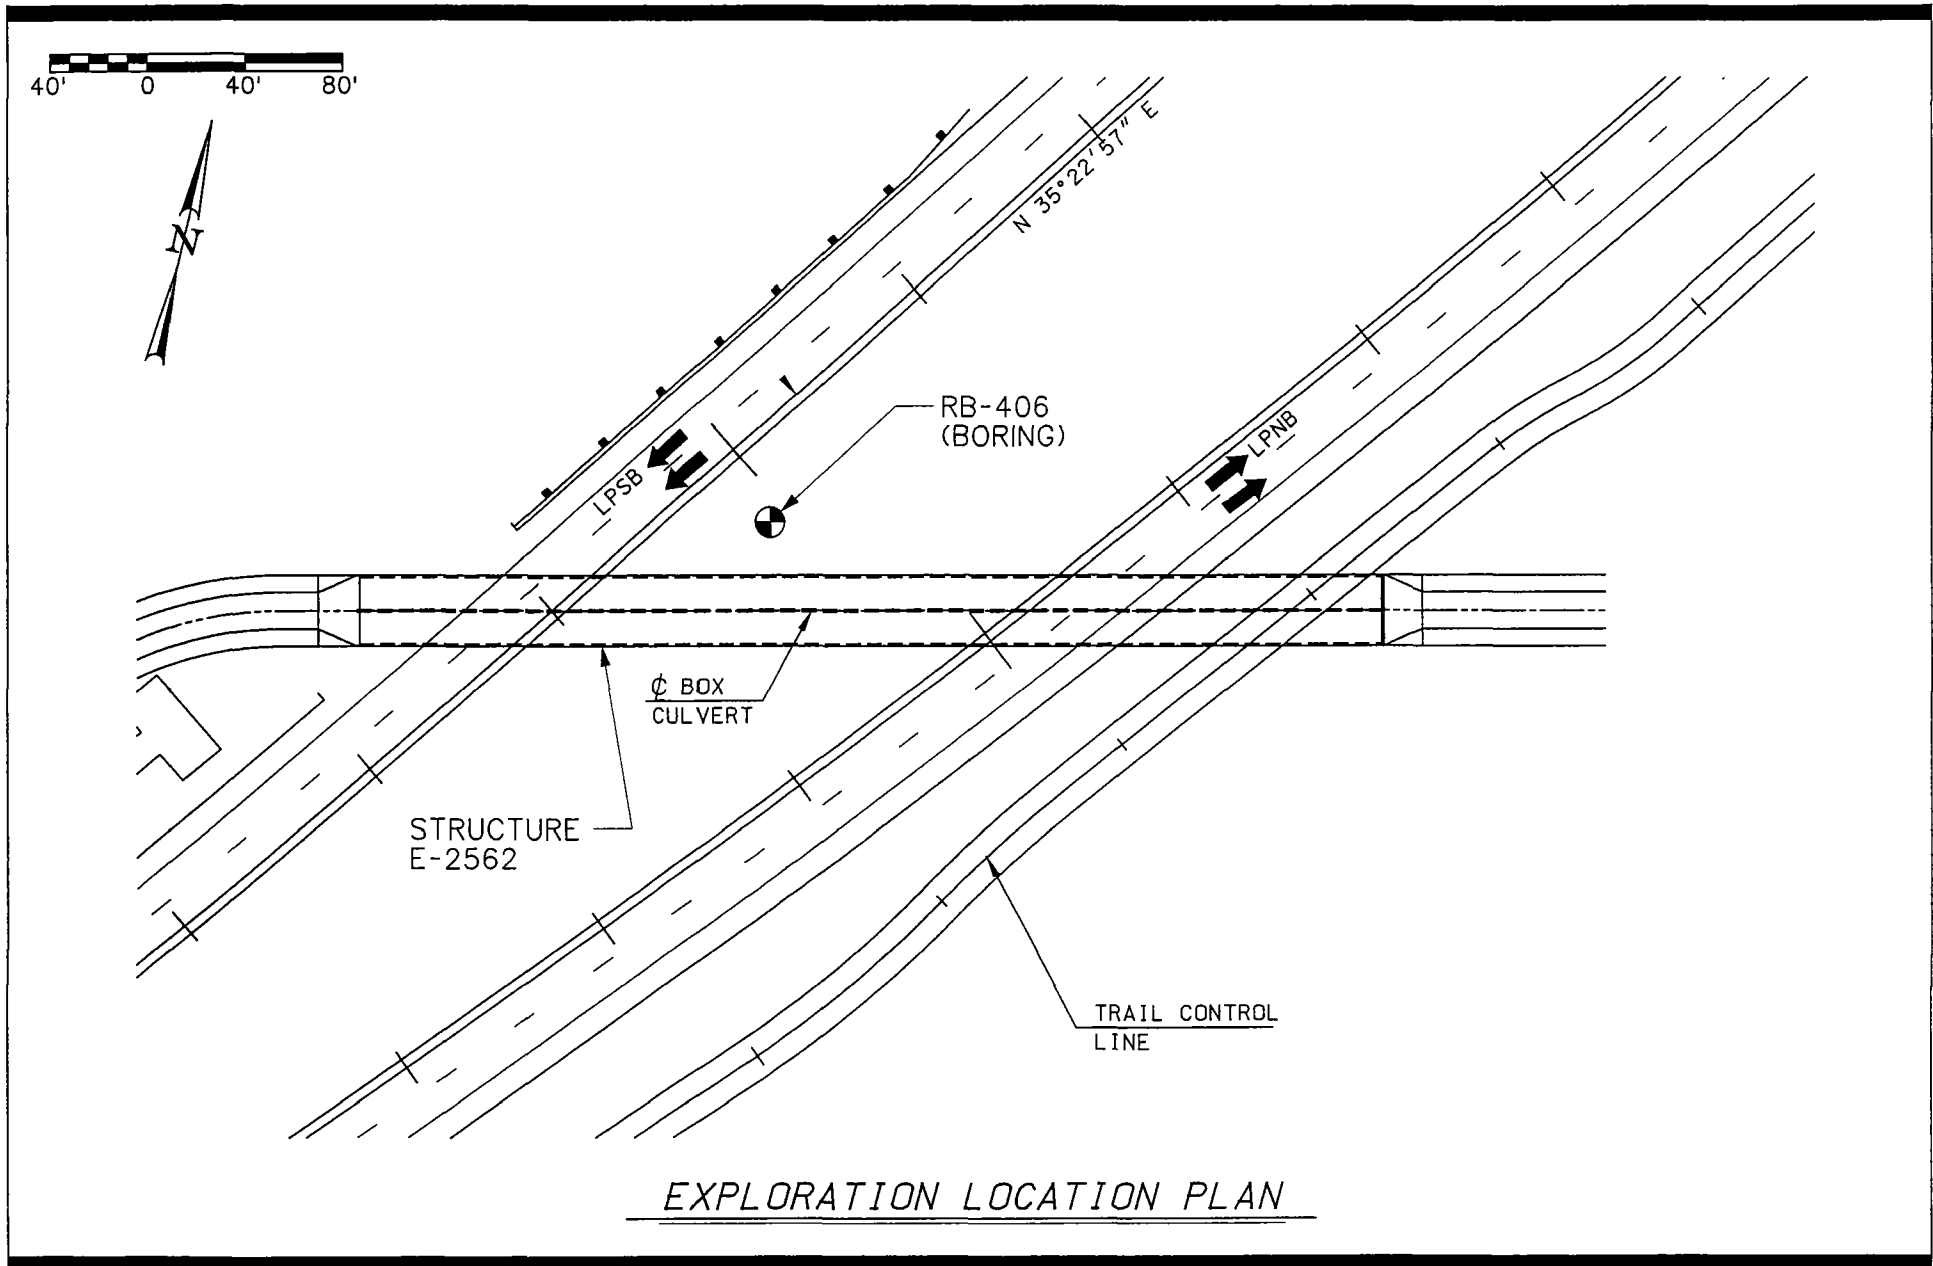 40' 0 40' 80'
N
N 35°22'57" E
RB-406
(BORING)
LPSB
LPNB
₵ BOX
CULVERT
STRUCTURE
E-2562
TRAIL CONTROL
LINE
EXPLORATION LOCATION PLAN